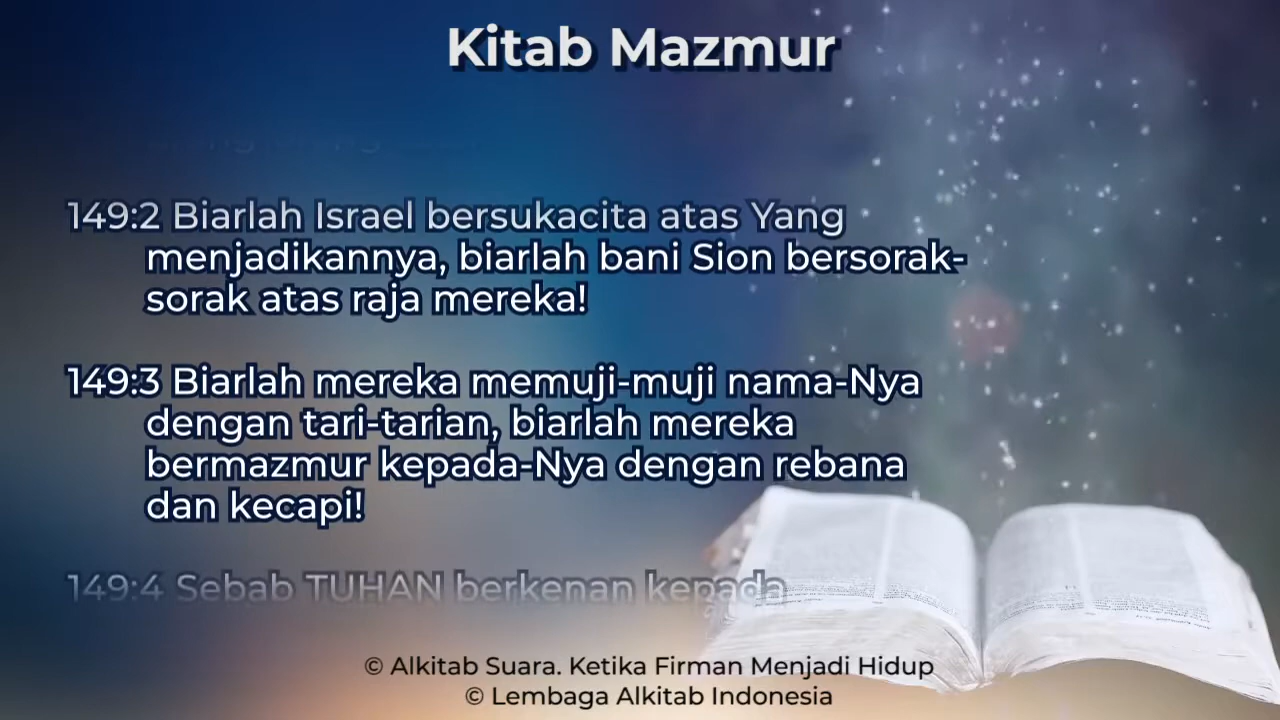 Kitab Mazmur
149:2 Biarlah Israel bersukacita atas Yang
menjadikannya, biarlah bani Sion bersorak-
sorak atas raja mereka!
149:3 Biarlah mereka memuji-muji nama-Nya
dengan tari-tarian, biarlah mereka
bermazmur kepada-Nya dengan rebana
dan kecapi!
149:4 Sebab TUHAN berkenan kepada
© Alkitab Suara. Ketika Firman Menjadi Hidup
© Lembaga Alkitab Indonesia